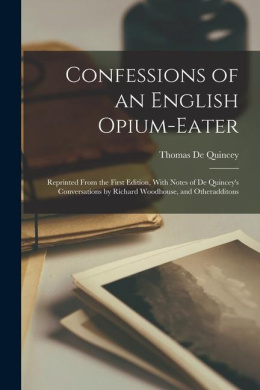 CONFESSIONS OF
AN ENGLISH
OPIUM-EATER
Thomas De Quincey
Reprinted From the First Edition, With Notes of De Quincey's
Conversations by Richard Woodhouse, and Otheradditons